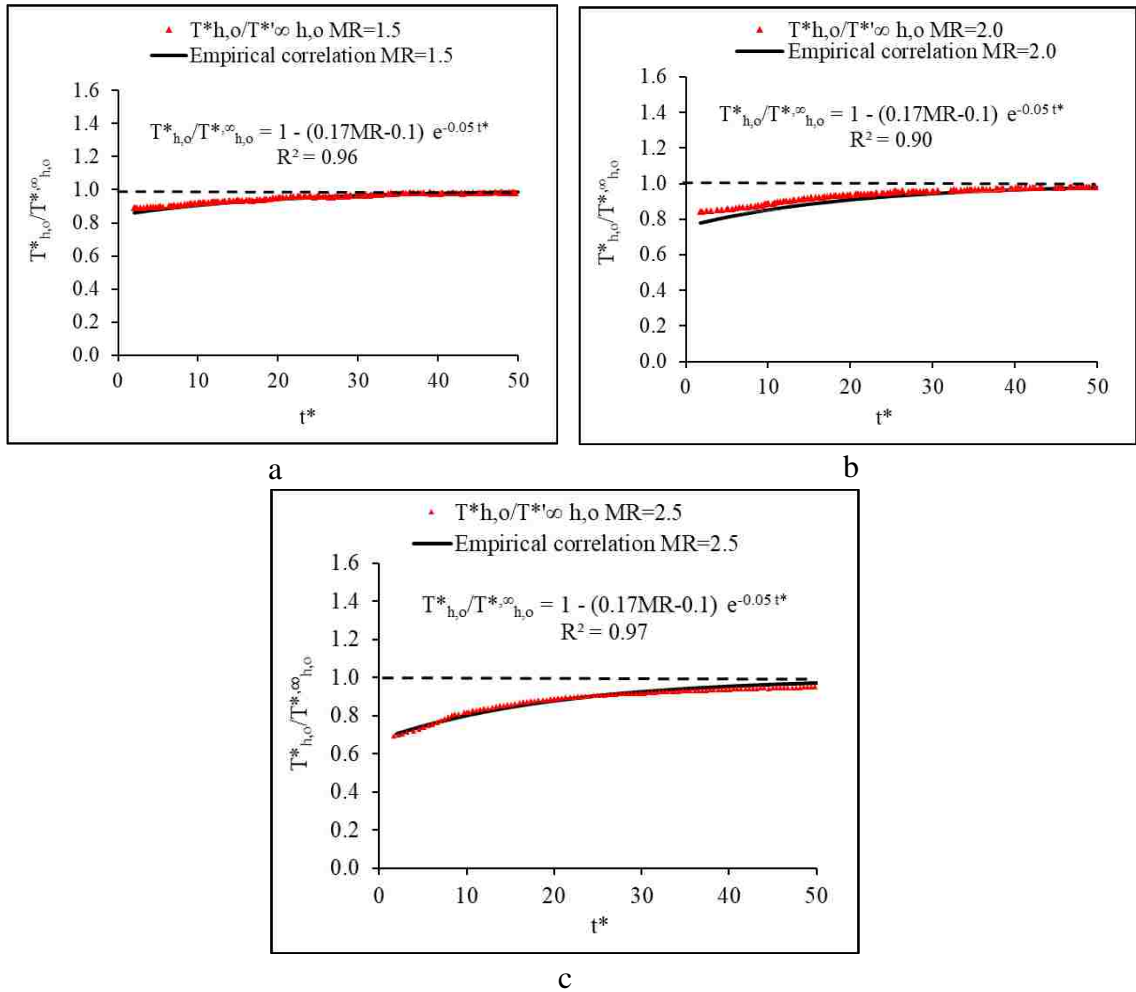 T*h,o/T*'∞ h,o MR=1.5
Empirical correlation MR=1.5
T*h,o/T*,∞h,o = 1 - (0.17MR-0.1) e-0.05 t*
R² = 0.96
T*h,o/T*,∞h,o
1.6
1.4
1.2
1.0
0.8
0.6
0.4
0.2
0.0
0 10 20 30 40 50
t*
a
T*h,o/T*'∞ h,o MR=2.0
Empirical correlation MR=2.0
T*h,o/T*,∞h,o = 1 - (0.17MR-0.1) e-0.05 t*
R² = 0.90
T*h,o/T*,∞h,o
1.6
1.4
1.2
1.0
0.8
0.6
0.4
0.2
0.0
0 10 20 30 40 50
t*
b
T*h,o/T*'∞ h,o MR=2.5
Empirical correlation MR=2.5
T*h,o/T*,∞h,o = 1 - (0.17MR-0.1) e-0.05 t*
R² = 0.97
T*h,o/T*,∞h,o
1.6
1.4
1.2
1.0
0.8
0.6
0.4
0.2
0.0
0 10 20 30 40 50
t*
c